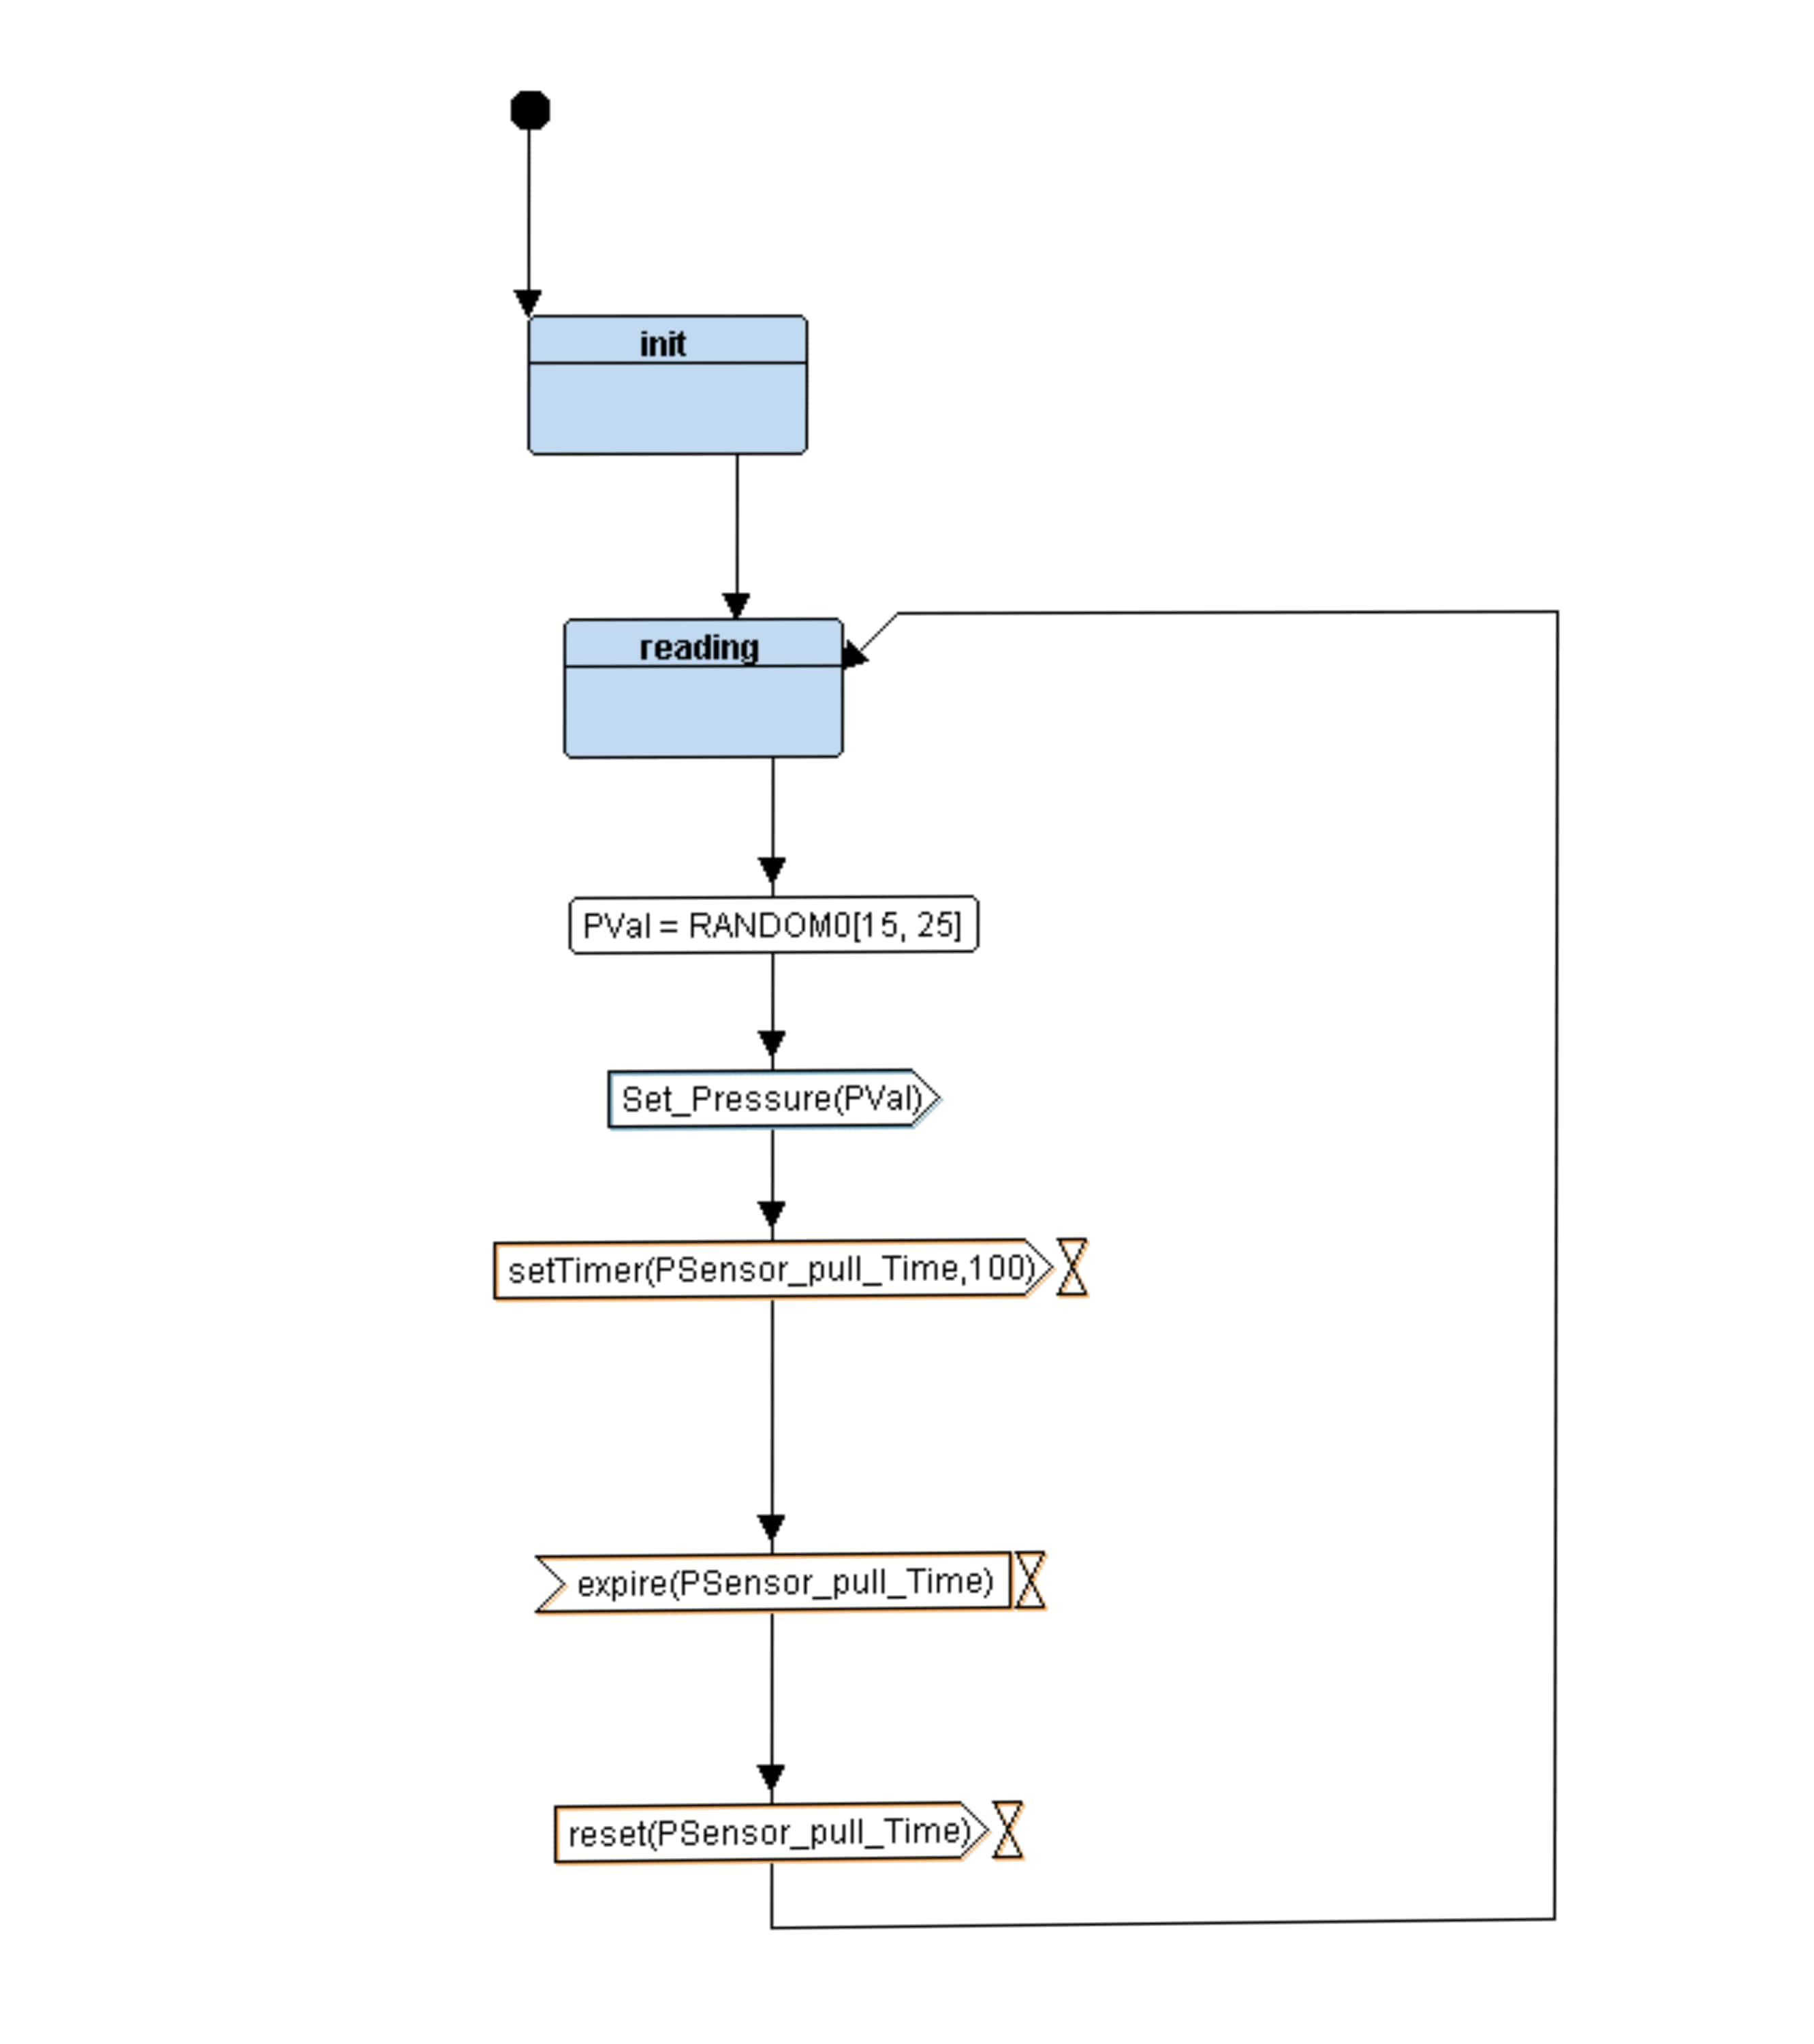 init
reading
PVal = RANDOM0[15, 25]
Set_Pressure(PVal)
setTimer(PSensor_pull_Time,100)
expire(PSensor_pull_Time)
reset(PSensor_pull_Time)